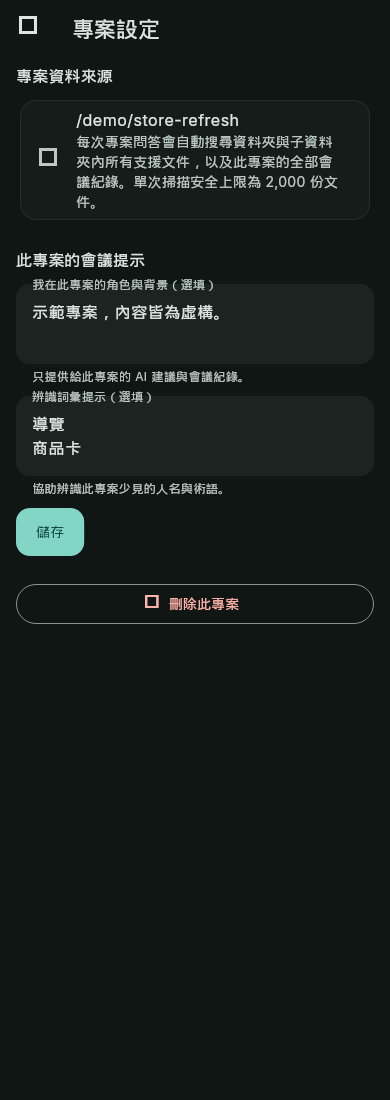 專案設定
專案資料來源
/demo/store-refresh
每次專案問答會自動搜尋資料夾與子資料
夾內所有支援文件，以及此專案的全部會
議紀錄。單次掃描安全上限為 2,000 份文
件。
此專案的會議提示
我在此專案的角色與背景（選填）
示範專案，內容皆為虛構。
只提供給此專案的 AI 建議與會議紀錄。
辨識詞彙提示（選填）
導覽
商品卡
協助辨識此專案少見的人名與術語。
儲存
刪除此專案